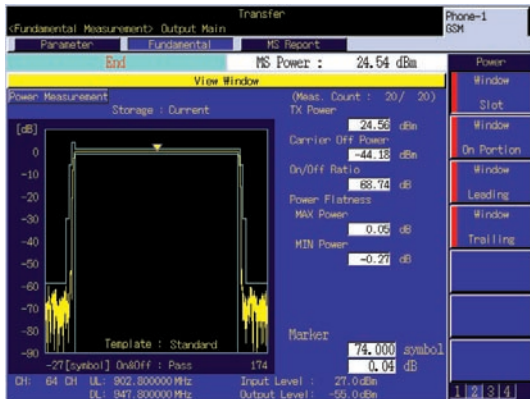 Transfer
Phone-1
<Fundamental Measurement> Output Main
GSM
Parameter
Fundamental
MS Report
End
MS Power : 24.54 dBm
Power
View Window
Window
Slot
Window
On Portion
Window
Leading
Window
Trailing
Power Measurement
(Meas. Count : 20/ 20)
Storage : Current
TX Power
24.56 dBm
Carrier Off Power
-44.18 dBm
On/Off Ratio
68.74 dB
Power Flatness
MAX Power
0.05 dB
MIN Power
-0.27 dB
[dB]
0
-10
-20
-30
-40
-50
-60
-70
-80
-90
Template : Standard
-27[symbol] On&Off : Pass 174
Marker
74.000 symbol
0.04 dB
CH: 64 CH UL: 902.800000MHz Input Level : 27.0dBm
DL: 947.800000MHz Output Level: -55.0dBm
1 2 3 4